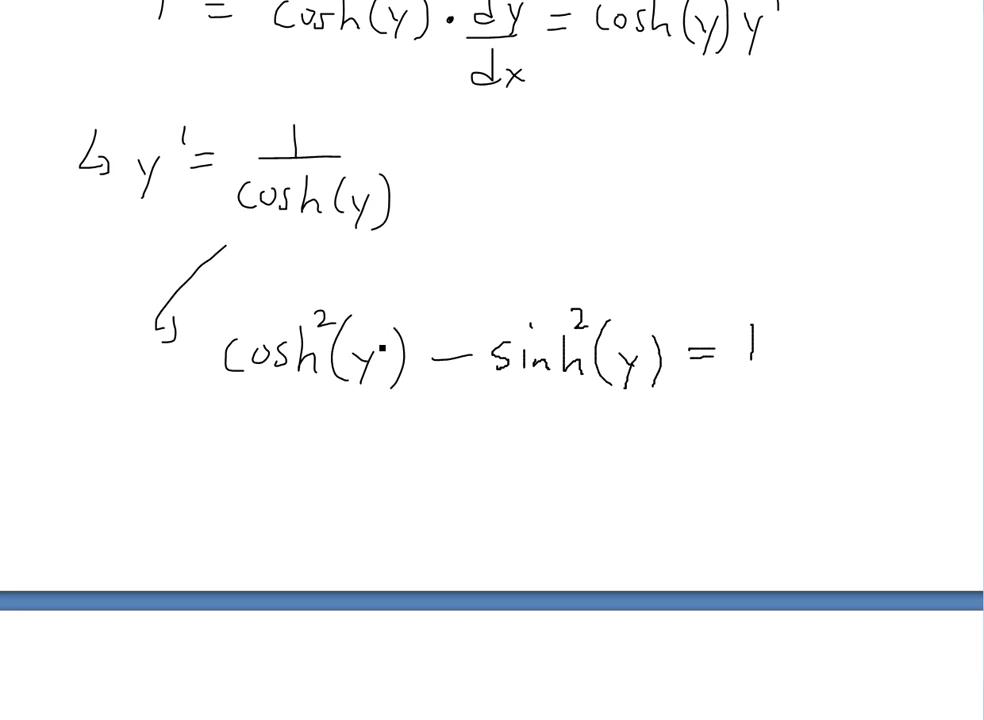 1 = cosh(y) · dy/dx = cosh(y) y'
↳ y' = 1/cosh(y)
cosh²(y) − sinh²(y) = 1